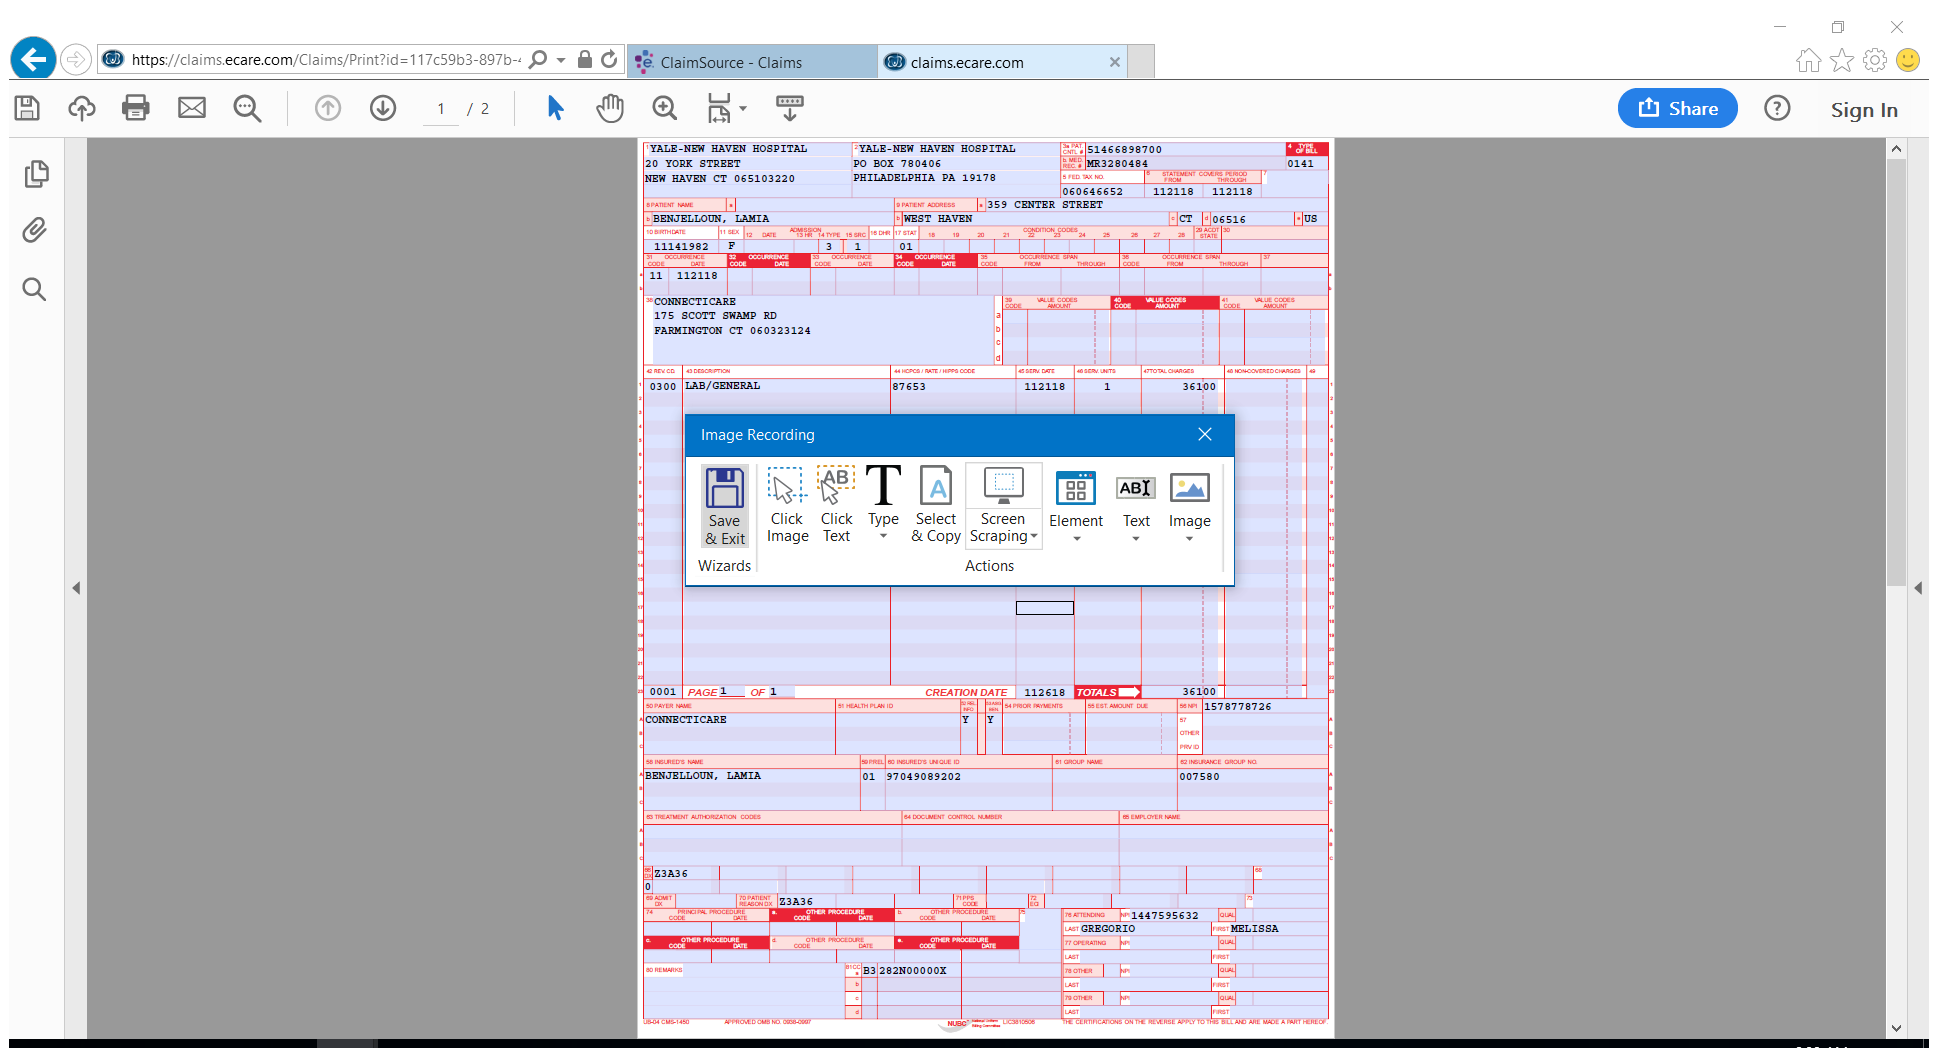 https://claims.ecare.com/Claims/Print?id=117c59b3-897b-
ClaimSource - Claims
claims.ecare.com
1 / 2
Share
Sign In
1 YALE-NEW HAVEN HOSPITAL
20 YORK STREET
NEW HAVEN CT 065103220
2 YALE-NEW HAVEN HOSPITAL
PO BOX 780406
PHILADELPHIA PA 19178
3a PAT. CNTL # 51466898700
b. MED. REC. # MR3280484
4 TYPE OF BILL
0141
5 FED. TAX NO.
6 STATEMENT COVERS PERIOD
FROM THROUGH
7
060646652 112118 112118
8 PATIENT NAME a
b BENJELLOUN, LAMIA
9 PATIENT ADDRESS a 359 CENTER STREET
b WEST HAVEN c CT d 06516 e US
10 BIRTHDATE 11 SEX 12 DATE ADMISSION 13 HR 14 TYPE 15 SRC 16 DHR 17 STAT 18 19 20 21 CONDITION CODES 22 23 24 25 26 27 28 29 ACDT STATE 30
11141982 F 3 1 01
31 OCCURRENCE CODE DATE 32 OCCURRENCE CODE DATE 33 OCCURRENCE CODE DATE 34 OCCURRENCE CODE DATE 35 OCCURRENCE SPAN CODE FROM THROUGH 36 OCCURRENCE SPAN CODE FROM THROUGH 37
11 112118
38 CONNECTICARE
175 SCOTT SWAMP RD
FARMINGTON CT 060323124
39 VALUE CODES CODE AMOUNT 40 VALUE CODES CODE AMOUNT 41 VALUE CODES CODE AMOUNT
a
b
c
d
42 REV. CD. 43 DESCRIPTION 44 HCPCS / RATE / HIPPS CODE 45 SERV. DATE 46 SERV. UNITS 47 TOTAL CHARGES 48 NON-COVERED CHARGES 49
0300 LAB/GENERAL 87653 112118 1 36100
Image Recording
Save & Exit
Click Image
Click Text
Type
Select & Copy
Screen Scraping
Element
Text
Image
Wizards
Actions
0001 PAGE 1 OF 1 CREATION DATE 112618 TOTALS 36100
50 PAYER NAME 51 HEALTH PLAN ID 54 PRIOR PAYMENTS 55 EST. AMOUNT DUE 56 NPI 1578778726
CONNECTICARE Y Y 57
OTHER
PRV ID
58 INSURED'S NAME 59 P.REL 60 INSURED'S UNIQUE ID 61 GROUP NAME 62 INSURANCE GROUP NO.
BENJELLOUN, LAMIA 01 97049089202 007580
63 TREATMENT AUTHORIZATION CODES 64 DOCUMENT CONTROL NUMBER 65 EMPLOYER NAME
66 DX Z3A36 68
0
69 ADMIT DX 70 PATIENT REASON DX Z3A36 71 PPS CODE 72 ECI 73
74 PRINCIPAL PROCEDURE CODE DATE a. OTHER PROCEDURE CODE DATE b. OTHER PROCEDURE CODE DATE 75
c. OTHER PROCEDURE CODE DATE d. OTHER PROCEDURE CODE DATE e. OTHER PROCEDURE CODE DATE
76 ATTENDING NPI 1447595632 QUAL
LAST GREGORIO FIRST MELISSA
77 OPERATING NPI QUAL
LAST FIRST
80 REMARKS
81CC a B3 282N00000X
b
c
d
78 OTHER NPI QUAL
LAST FIRST
79 OTHER NPI QUAL
LAST FIRST
UB-04 CMS-1450 APPROVED OMB NO. 0938-0997 NUBC National Uniform Billing Committee LIC9213257 THE CERTIFICATIONS ON THE REVERSE APPLY TO THIS BILL AND ARE MADE A PART HEREOF.